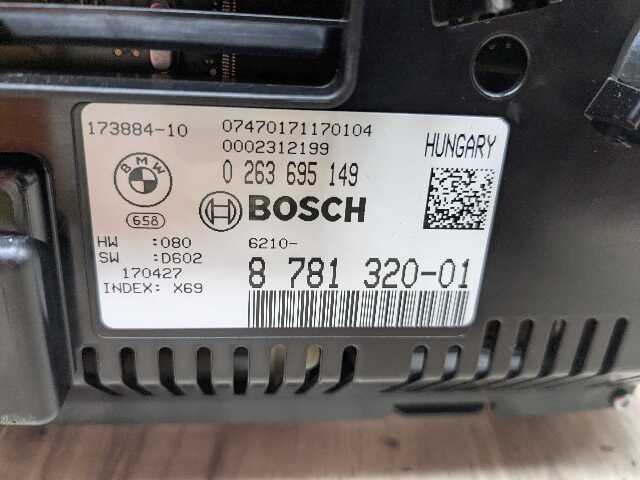 173884-10 07470171170104
0002312199
HUNGARY
BMW
0 263 695 149
658
BOSCH
HW :080
6210-
SW :D602
170427
8 781 320-01
INDEX: X69